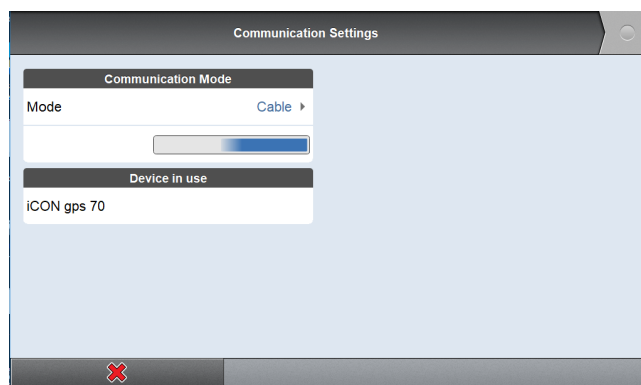 Communication Settings
Communication Mode
Mode Cable
Device in use
iCON gps 70